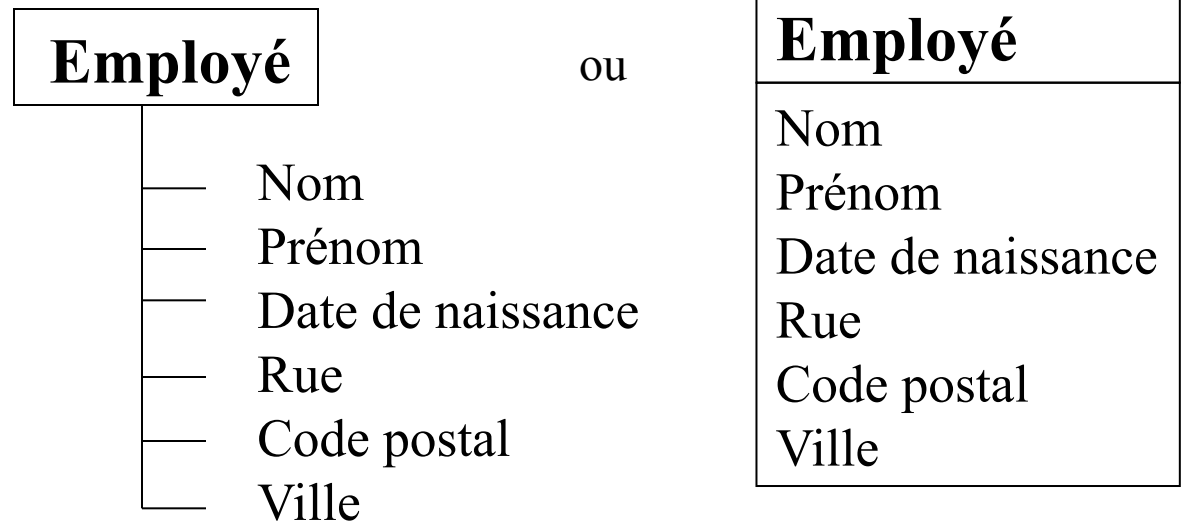 Employé
Nom
Prénom
Date de naissance
Rue
Code postal
Ville
ou
Employé
Nom
Prénom
Date de naissance
Rue
Code postal
Ville